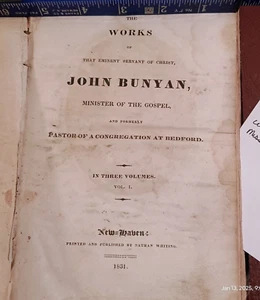 THE
WORKS
OF
THAT EMINENT SERVANT OF CHRIST,
JOHN BUNYAN,
MINISTER OF THE GOSPEL,
AND FORMERLY
PASTOR OF A CONGREGATION AT BEDFORD.
IN THREE VOLUMES.
VOL. I.
New-Haven:
PRINTED AND PUBLISHED BY NATHAN WHITING.
1831.
Jan 13, 2025, 9